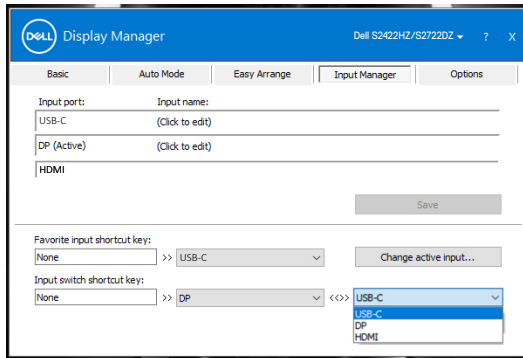 DELL Display Manager Dell S2422HZ/S2722DZ ? X
Basic Auto Mode Easy Arrange Input Manager Options
Input port: Input name:
USB-C (Click to edit)
DP (Active) (Click to edit)
HDMI
Save
Favorite input shortcut key:
None >> USB-C Change active input...
Input switch shortcut key:
None >> DP <<>> USB-C
USB-C
DP
HDMI